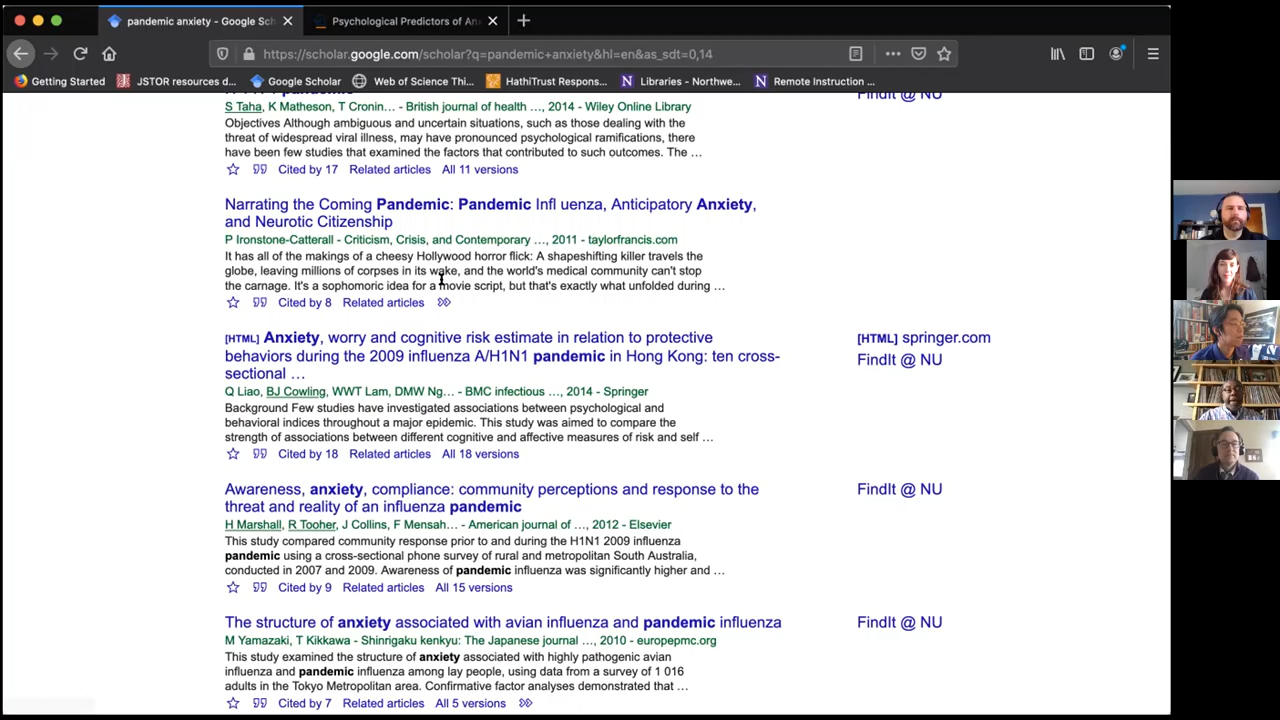 pandemic anxiety - Google Sch
Psychological Predictors of An
https://scholar.google.com/scholar?q=pandemic+anxiety&hl=en&as_sdt=0,14
Getting Started
JSTOR resources d...
Google Scholar
Web of Science Thi...
HathiTrust Respons...
Libraries - Northwe...
Remote Instruction ...
pandemic
FindIt @ NU
S Taha, K Matheson, T Cronin... - British journal of health ..., 2014 - Wiley Online Library
Objectives Although ambiguous and uncertain situations, such as those dealing with the
threat of widespread viral illness, may have pronounced psychological ramifications, there
have been few studies that examined the factors that contributed to such outcomes. The ...
Cited by 17 Related articles All 11 versions
Narrating the Coming Pandemic: Pandemic Infl uenza, Anticipatory Anxiety,
and Neurotic Citizenship
P Ironstone-Catterall - Criticism, Crisis, and Contemporary ..., 2011 - taylorfrancis.com
It has all of the makings of a cheesy Hollywood horror flick: A shapeshifting killer travels the
globe, leaving millions of corpses in its wake, and the world's medical community can't stop
the carnage. It's a sophomoric idea for a movie script, but that's exactly what unfolded during ...
Cited by 8 Related articles
[HTML] Anxiety, worry and cognitive risk estimate in relation to protective
behaviors during the 2009 influenza A/H1N1 pandemic in Hong Kong: ten cross-
sectional ...
[HTML] springer.com
FindIt @ NU
Q Liao, BJ Cowling, WWT Lam, DMW Ng... - BMC infectious ..., 2014 - Springer
Background Few studies have investigated associations between psychological and
behavioral indices throughout a major epidemic. This study was aimed to compare the
strength of associations between different cognitive and affective measures of risk and self ...
Cited by 18 Related articles All 18 versions
Awareness, anxiety, compliance: community perceptions and response to the
threat and reality of an influenza pandemic
FindIt @ NU
H Marshall, R Tooher, J Collins, F Mensah... - American journal of ..., 2012 - Elsevier
This study compared community response prior to and during the H1N1 2009 influenza
pandemic using a cross-sectional phone survey of rural and metropolitan South Australia,
conducted in 2007 and 2009. Awareness of pandemic influenza was significantly higher and ...
Cited by 9 Related articles All 15 versions
The structure of anxiety associated with avian influenza and pandemic influenza
FindIt @ NU
M Yamazaki, T Kikkawa - Shinrigaku kenkyu: The Japanese journal ..., 2010 - europepmc.org
This study examined the structure of anxiety associated with highly pathogenic avian
influenza and pandemic influenza among lay people, using data from a survey of 1 016
adults in the Tokyo Metropolitan area. Confirmative factor analyses demonstrated that ...
Cited by 7 Related articles All 5 versions